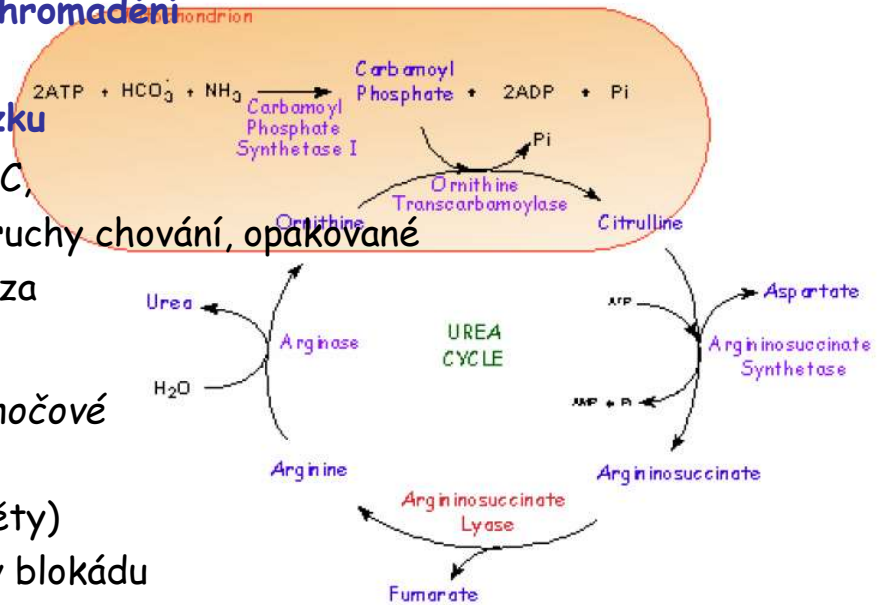 hromadění
Mitochondrion
2ATP + HCO3- + NH3
Carbamoyl
Phosphate + 2ADP + Pi
Carbamoyl
Phosphate
Synthetase I
zku
Pi
C,
Ornithine
Transcarbamoylase
Ornithine
Citrulline
ruchy chování, opakované
za
Urea
ATP
Aspartate
Arginase
UREA
CYCLE
Argininosuccinate
Synthetase
H2O
AMP + Pi
močové
Arginine
Argininosuccinate
Argininosuccinate
Lyase
ěty)
v blokádu
Fumarate